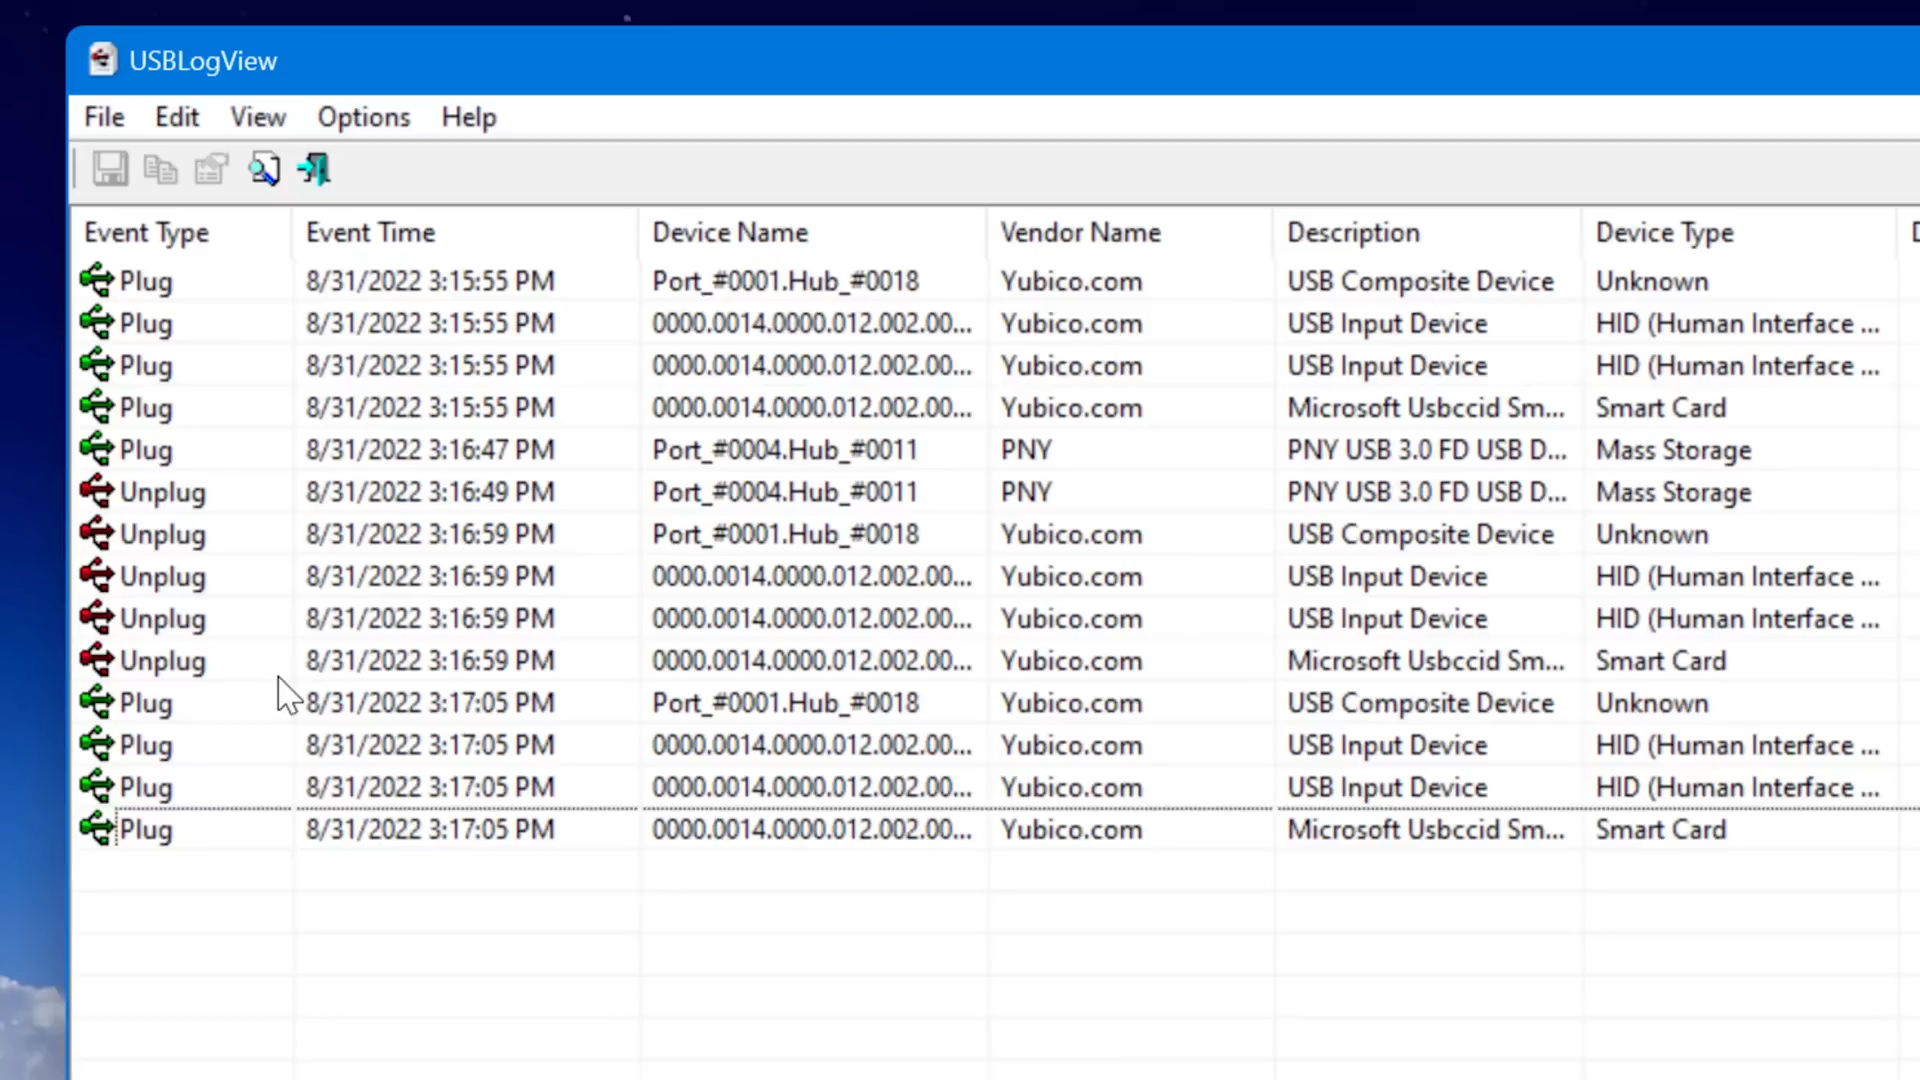 USBLogView
File Edit View Options Help
Event Type Event Time Device Name Vendor Name Description Device Type
Plug 8/31/2022 3:15:55 PM Port_#0001.Hub_#0018 Yubico.com USB Composite Device Unknown
Plug 8/31/2022 3:15:55 PM 0000.0014.0000.012.002.00... Yubico.com USB Input Device HID (Human Interface ...
Plug 8/31/2022 3:15:55 PM 0000.0014.0000.012.002.00... Yubico.com USB Input Device HID (Human Interface ...
Plug 8/31/2022 3:15:55 PM 0000.0014.0000.012.002.00... Yubico.com Microsoft Usbccid Sm... Smart Card
Plug 8/31/2022 3:16:47 PM Port_#0004.Hub_#0011 PNY PNY USB 3.0 FD USB D... Mass Storage
Unplug 8/31/2022 3:16:49 PM Port_#0004.Hub_#0011 PNY PNY USB 3.0 FD USB D... Mass Storage
Unplug 8/31/2022 3:16:59 PM Port_#0001.Hub_#0018 Yubico.com USB Composite Device Unknown
Unplug 8/31/2022 3:16:59 PM 0000.0014.0000.012.002.00... Yubico.com USB Input Device HID (Human Interface ...
Unplug 8/31/2022 3:16:59 PM 0000.0014.0000.012.002.00... Yubico.com USB Input Device HID (Human Interface ...
Unplug 8/31/2022 3:16:59 PM 0000.0014.0000.012.002.00... Yubico.com Microsoft Usbccid Sm... Smart Card
Plug 8/31/2022 3:17:05 PM Port_#0001.Hub_#0018 Yubico.com USB Composite Device Unknown
Plug 8/31/2022 3:17:05 PM 0000.0014.0000.012.002.00... Yubico.com USB Input Device HID (Human Interface ...
Plug 8/31/2022 3:17:05 PM 0000.0014.0000.012.002.00... Yubico.com USB Input Device HID (Human Interface ...
Plug 8/31/2022 3:17:05 PM 0000.0014.0000.012.002.00... Yubico.com Microsoft Usbccid Sm... Smart Card